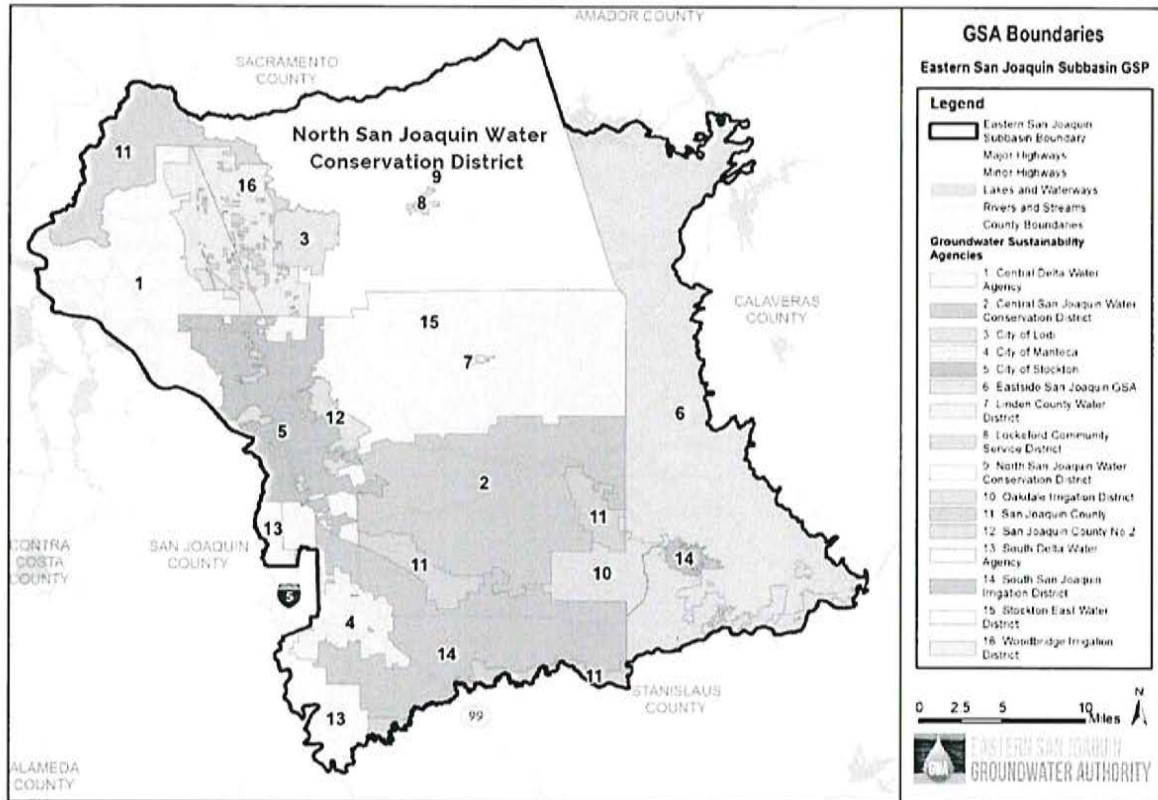 AMADOR COUNTY
SACRAMENTO
COUNTY
North San Joaquin Water
Conservation District
11
16
9
8
3
1
15
7
CALAVERAS
COUNTY
12
5
6
2
11
13
CONTRA
COSTA
COUNTY
SAN JOAQUIN
COUNTY
11
14
10
5
4
14
11
STANISLAUS
COUNTY
13
99
ALAMEDA
COUNTY
GSA Boundaries
Eastern San Joaquin Subbasin GSP
Legend
Eastern San Joaquin
Subbasin Boundary
Major Highways
Minor Highways
Lakes and Waterways
Rivers and Streams
County Boundaries
Groundwater Sustainability
Agencies
1 Central Delta Water
Agency
2 Central San Joaquin Water
Conservation District
3 City of Lodi
4 City of Manteca
5 City of Stockton
6 Eastside San Joaquin GSA
7 Linden County Water
District
8 Lockeford Community
Service District
9 North San Joaquin Water
Conservation District
10 Oakdale Irrigation District
11 San Joaquin County
12 San Joaquin County No 2
13 South Delta Water
Agency
14 South San Joaquin
Irrigation District
15 Stockton East Water
District
16 Woodbridge Irrigation
District
N
0 2.5 5 10
Miles
GWA
EASTERN SAN JOAQUIN
GROUNDWATER AUTHORITY